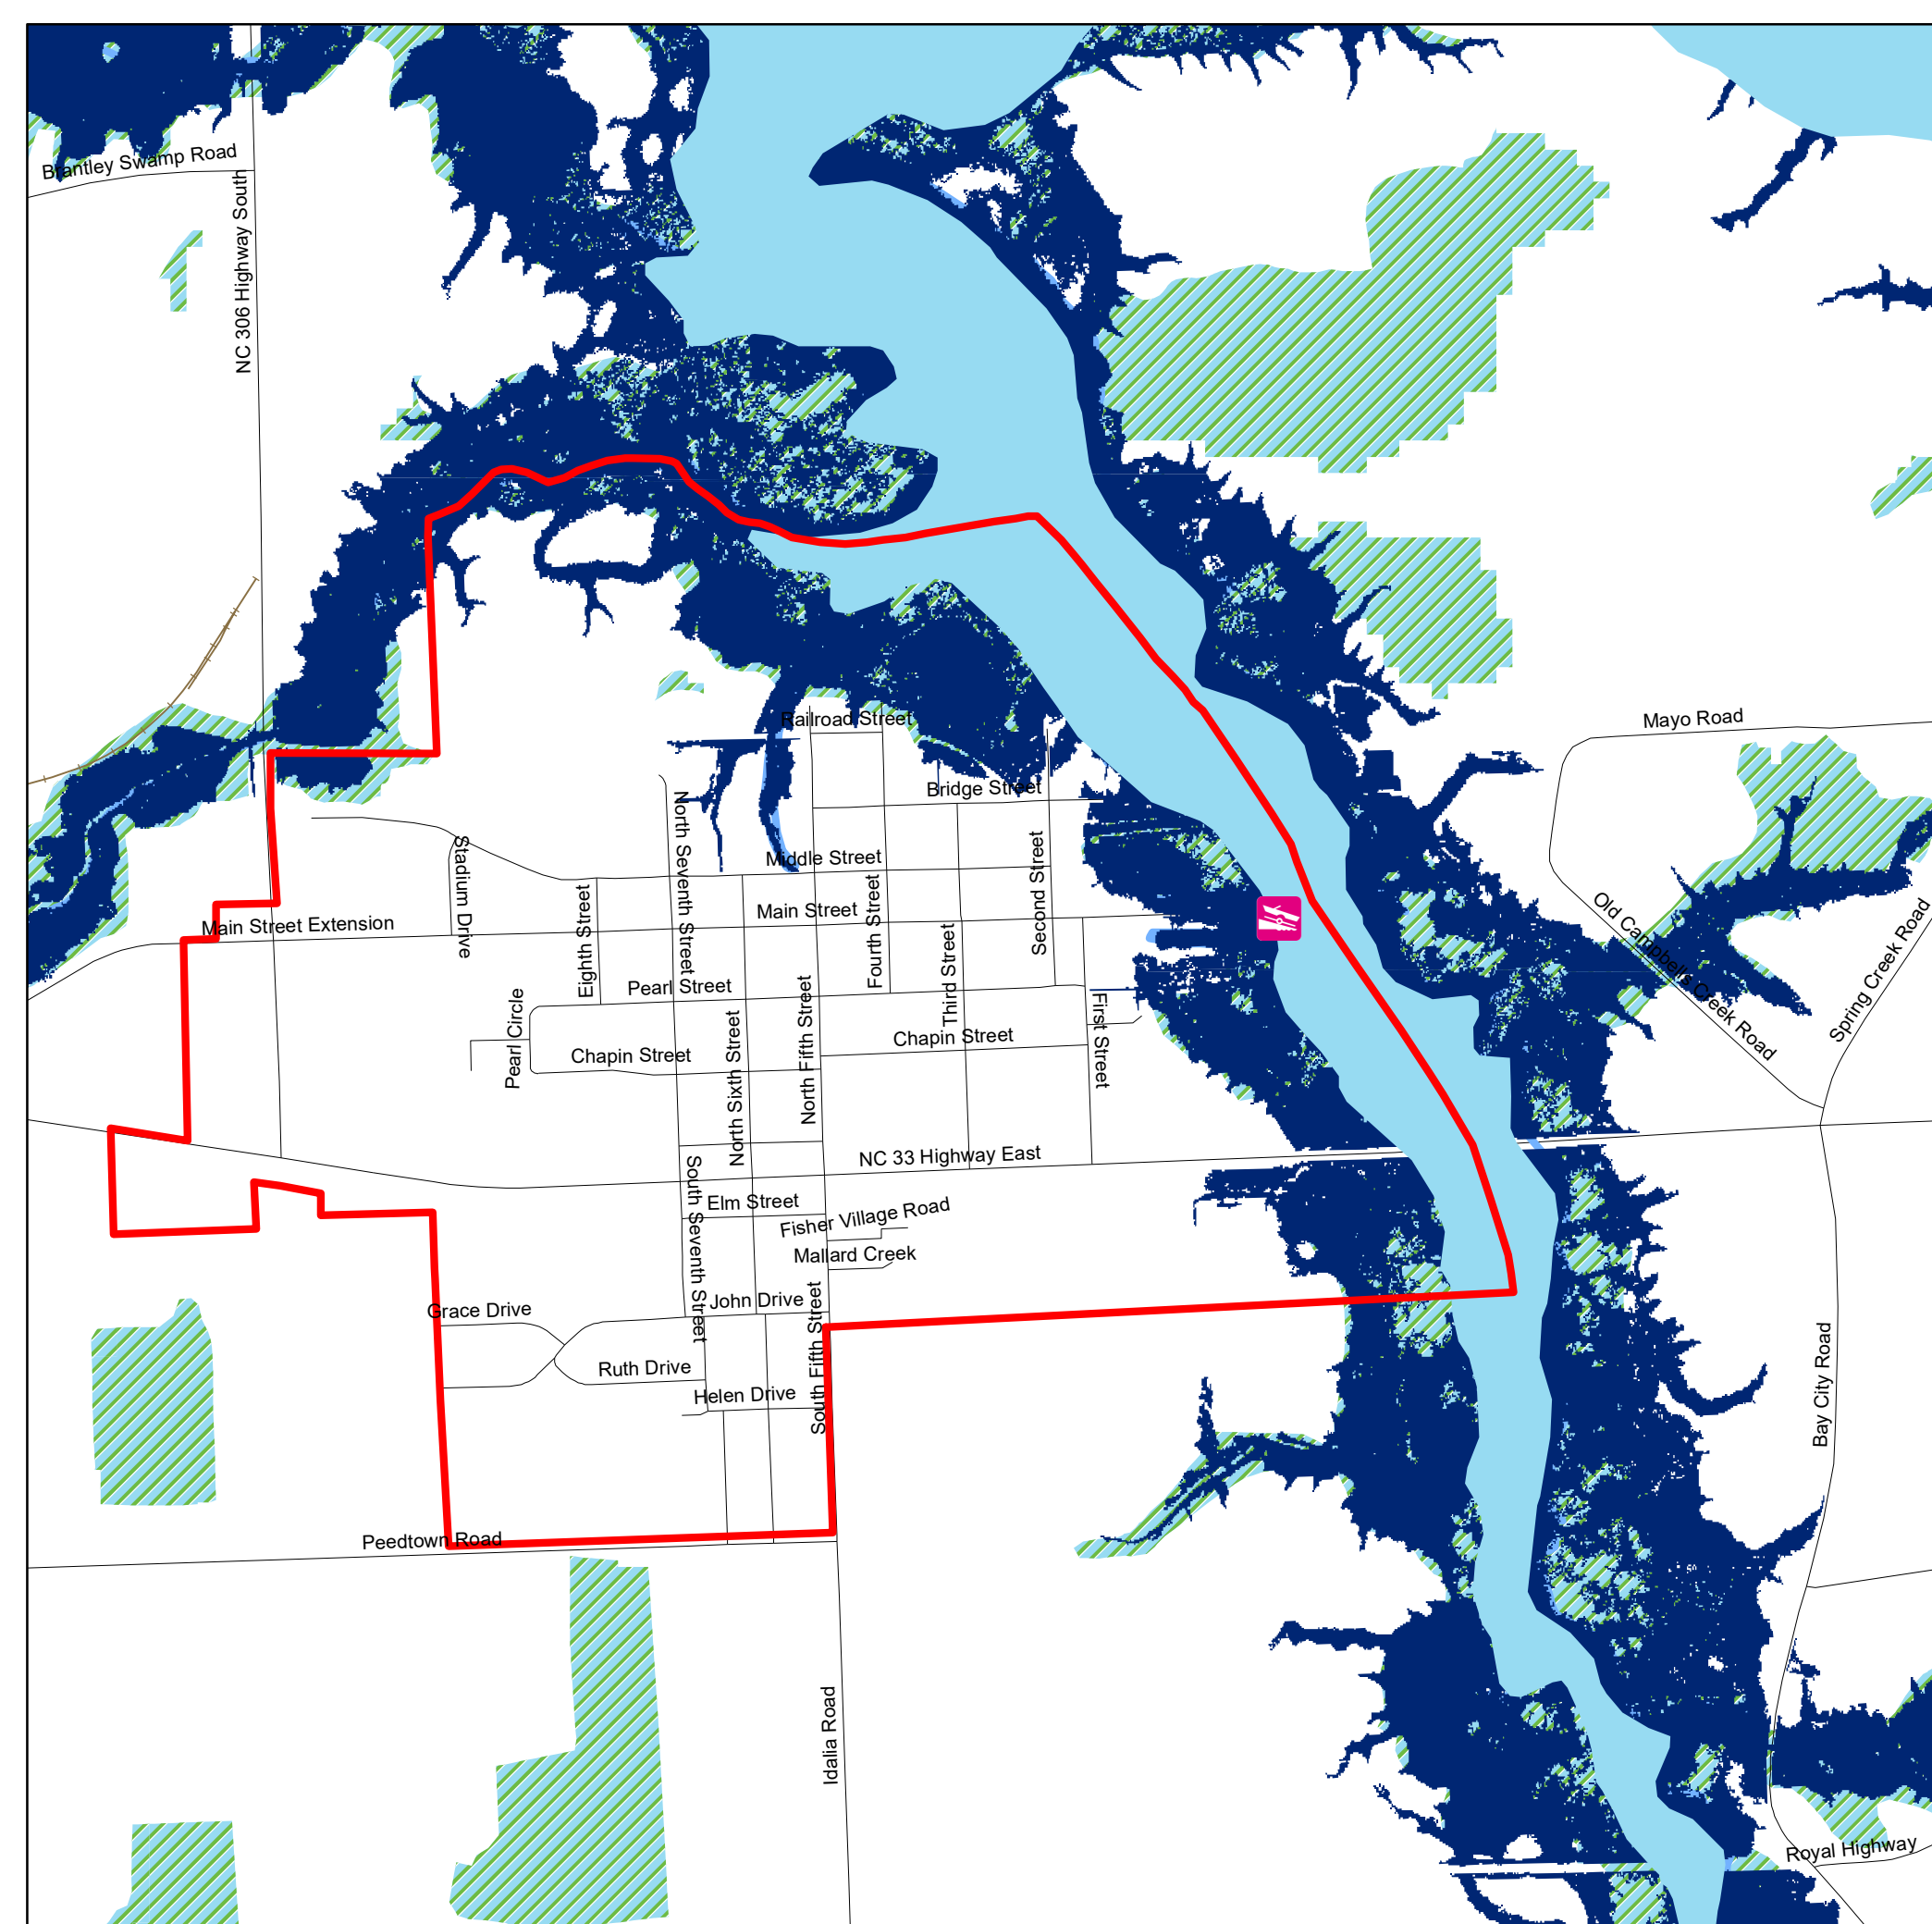 Brantley Swamp Road
NC 306 Highway South
Railroad Street
Mayo Road
Bridge Street
North Seventh Street
Stadium Drive
Middle Street
Second Street
Eighth Street
Fourth Street
Main Street
Main Street Extension
Old Campbells Creek Road
Spring Creek Road
Third Street
Pearl Street
Pearl Circle
North Fifth Street
First Street
North Sixth Street
Chapin Street
Chapin Street
NC 33 Highway East
South Seventh Street
Elm Street
Fisher Village Road
Mallard Creek
John Drive
Grace Drive
South Fifth Street
Ruth Drive
Helen Drive
Bay City Road
Peedtown Road
Idalia Road
Royal Highway